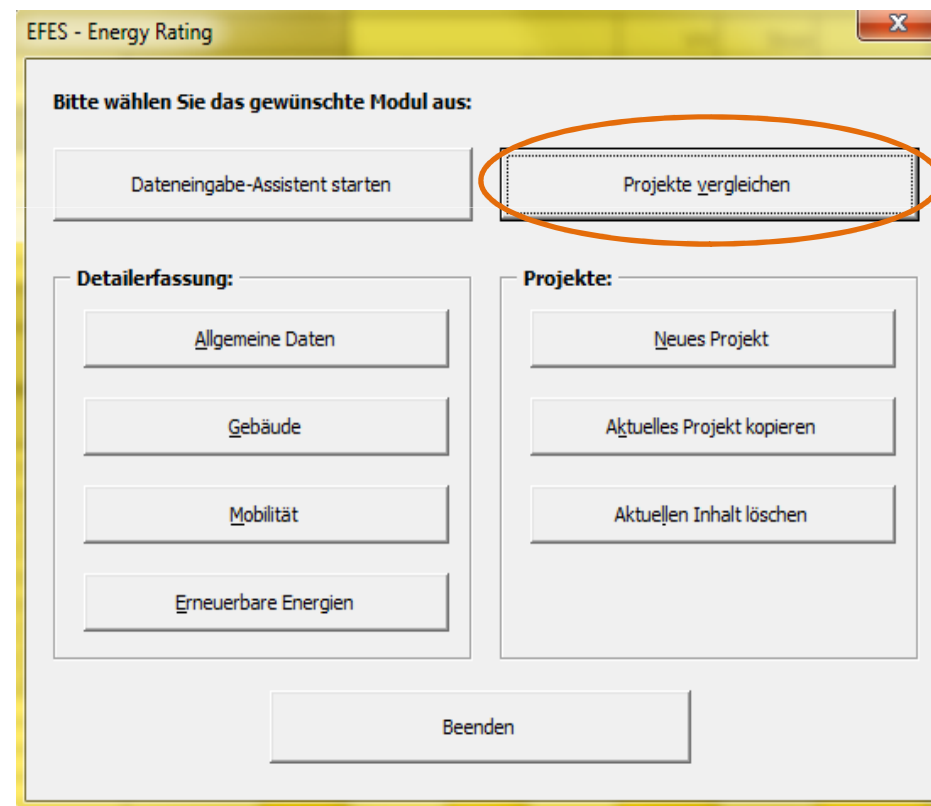 EFES - Energy Rating
Bitte wählen Sie das gewünschte Modul aus:
Dateneingabe-Assistent starten
Projekte vergleichen
Detailerfassung:
Allgemeine Daten
Gebäude
Mobilität
Erneuerbare Energien
Projekte:
Neues Projekt
Aktuelles Projekt kopieren
Aktuellen Inhalt löschen
Beenden